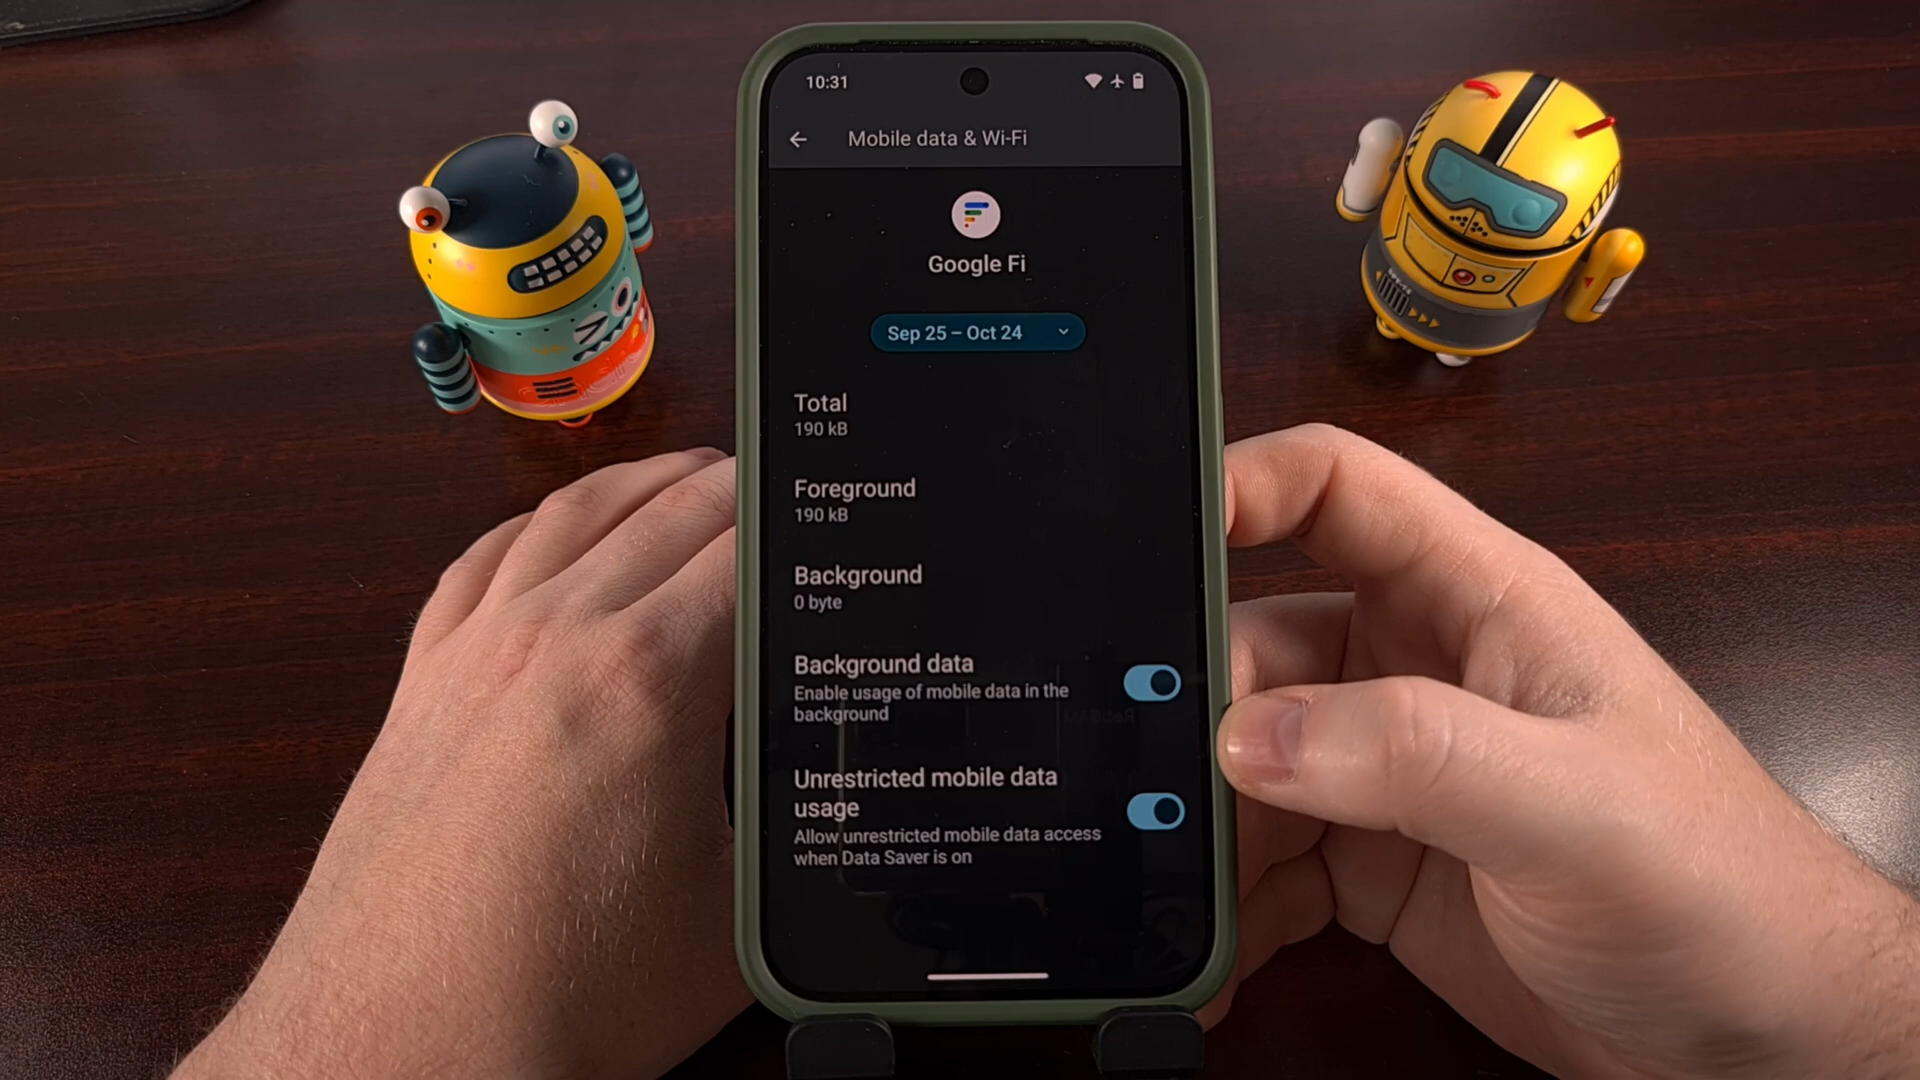 10:31
Mobile data & Wi-Fi
Google Fi
Sep 25 – Oct 24
Total
190 kB
Foreground
190 kB
Background
0 byte
Background data
Enable usage of mobile data in the
background
Unrestricted mobile data
usage
Allow unrestricted mobile data access
when Data Saver is on